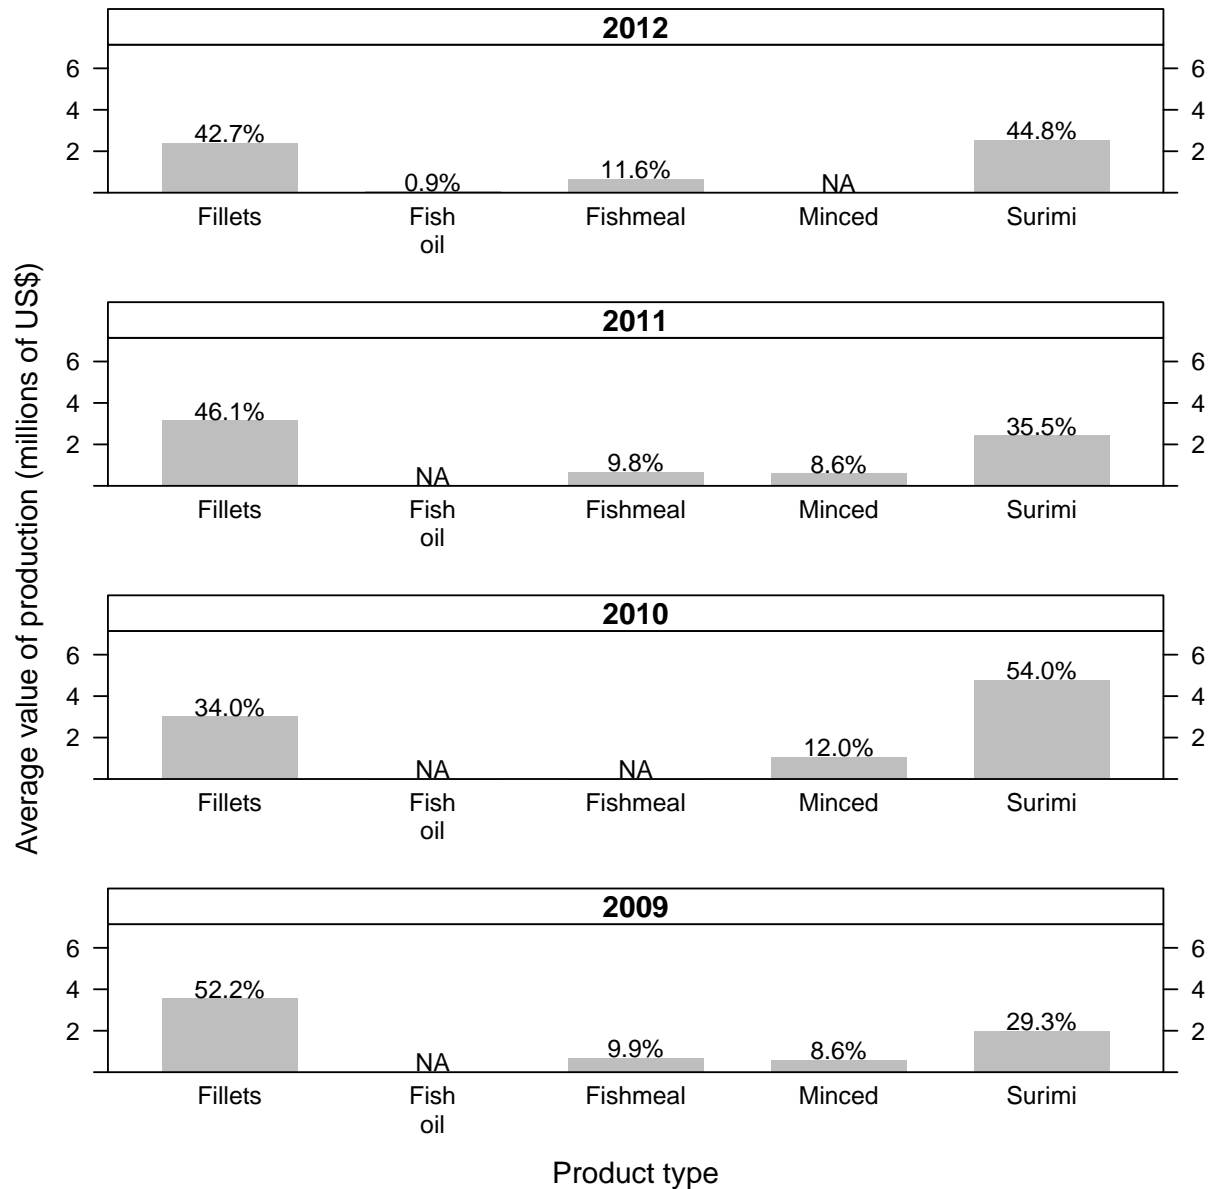 2012
6 6
4 4
2 2
42.7% 0.9% 11.6% NA 44.8%
Fillets Fish Fishmeal Minced Surimi
oil
2011
6 6
4 4
2 2
46.1% NA 9.8% 8.6% 35.5%
Fillets Fish Fishmeal Minced Surimi
oil
2010
6 6
4 4
2 2
34.0% NA NA 12.0% 54.0%
Fillets Fish Fishmeal Minced Surimi
oil
2009
6 6
4 4
2 2
52.2% NA 9.9% 8.6% 29.3%
Fillets Fish Fishmeal Minced Surimi
oil
Average value of production (millions of US$)
Product type